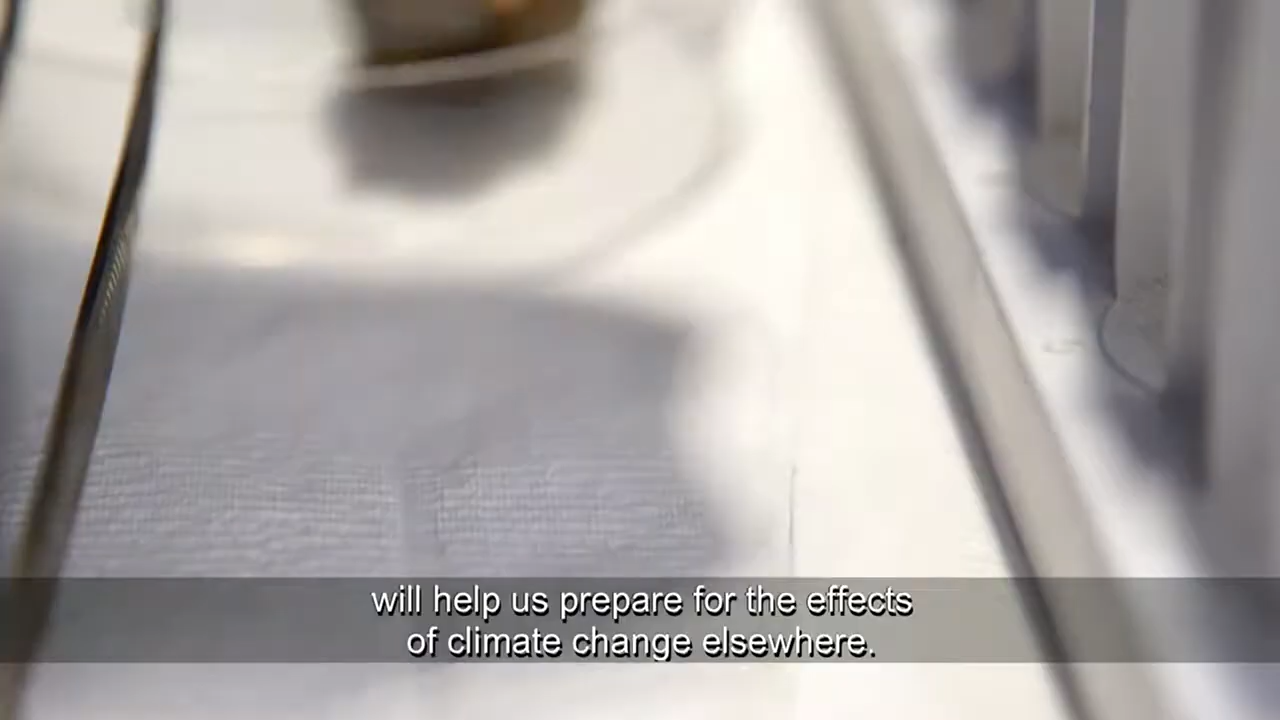 will help us prepare for the effects
of climate change elsewhere.